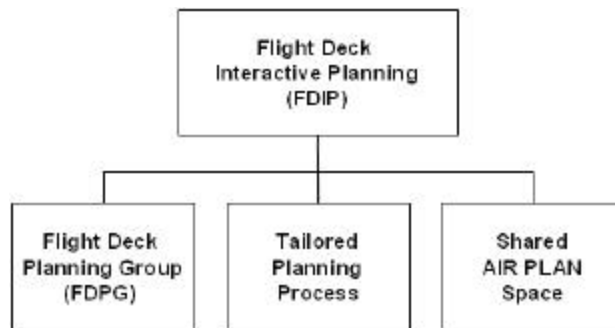 Flight Deck
Interactive Planning
(FDIP)
Flight Deck
Planning Group
(FDPG)
Tailored
Planning
Process
Shared
AIR PLAN
Space